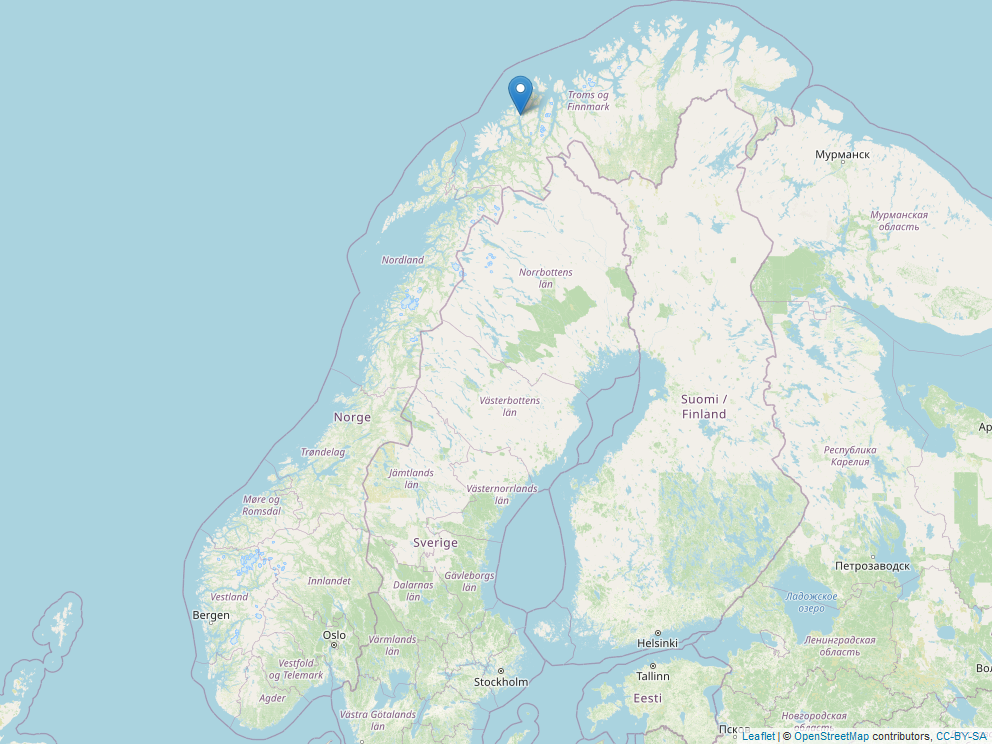 Troms og
Finnmark
Мурманск
Мурманская
область
Nordland
Norrbottens
län
Västerbottens
län
Suomi /
Finland
Norge
Ар
Trøndelag
Республика
Карелия
Jämtlands
län
Västernorrlands
län
Møre og
Romsdal
Sverige
Петрозаводск
Innlandet
Gävleborgs
län
Dalarnas
län
Vestland
Ладожское
озеро
Bergen
Oslo
Värmlands
län
Helsinki
Ленинградская
область
Vestfold
og Telemark
Stockholm
Tallinn
Во
Agder
Eesti
Västra Götalands
län
Новгородская
область
Псков
Leaflet | © OpenStreetMap contributors, CC-BY-SA